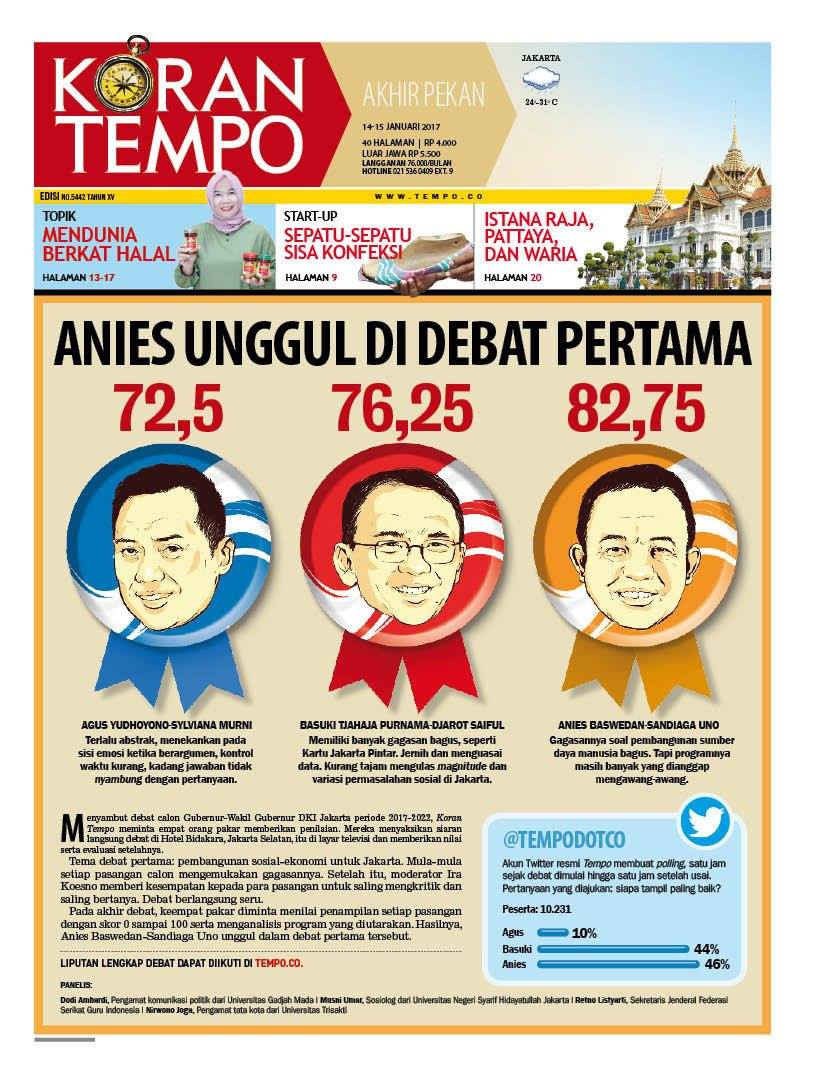 KORAN
TEMPO
AKHIR PEKAN
14-15 JANUARI 2017
40 HALAMAN | RP 4.000
LUAR JAWA RP 5.500
LANGGANAN 76.000/BULAN
HOTLINE 021 536 0409 EXT. 9
JAKARTA
24°-31° C
EDISI NO.5442 TAHUN XV
WWW.TEMPO.CO
TOPIK
MENDUNIA
BERKAT HALAL
HALAMAN 13-17
START-UP
SEPATU-SEPATU
SISA KONFEKSI
HALAMAN 9
ISTANA RAJA,
PATTAYA,
DAN WARIA
HALAMAN 20
ANIES UNGGUL DI DEBAT PERTAMA
72,5
76,25
82,75
AGUS YUDHOYONO-SYLVIANA MURNI
Terlalu abstrak, menekankan pada
sisi emosi ketika berargumen, kontrol
waktu kurang, kadang jawaban tidak
nyambung dengan pertanyaan.
BASUKI TJAHAJA PURNAMA-DJAROT SAIFUL
Memiliki banyak gagasan bagus, seperti
Kartu Jakarta Pintar. Jernih dan menguasai
data. Kurang tajam mengulas magnitude dan
variasi permasalahan sosial di Jakarta.
ANIES BASWEDAN-SANDIAGA UNO
Gagasannya soal pembangunan sumber
daya manusia bagus. Tapi programnya
masih banyak yang dianggap
mengawang-awang.
Menyambut debat calon Gubernur-Wakil Gubernur DKI Jakarta periode 2017-2022, Koran
Tempo meminta empat orang pakar memberikan penilaian. Mereka menyaksikan siaran
langsung debat di Hotel Bidakara, Jakarta Selatan, itu di layar televisi dan memberikan nilai
serta evaluasi setelahnya.
Tema debat pertama: pembangunan sosial-ekonomi untuk Jakarta. Mula-mula
setiap pasangan calon mengemukakan gagasannya. Setelah itu, moderator Ira
Koesno memberi kesempatan kepada para pasangan untuk saling mengkritik dan
saling bertanya. Debat berlangsung seru.
Pada akhir debat, keempat pakar diminta menilai penampilan setiap pasangan
dengan skor 0 sampai 100 serta menganalisis program yang diutarakan. Hasilnya,
Anies Baswedan-Sandiaga Uno unggul dalam debat pertama tersebut.
LIPUTAN LENGKAP DEBAT DAPAT DIIKUTI DI TEMPO.CO.
@TEMPODOTCO
Akun Twitter resmi Tempo membuat polling, satu jam
sejak debat dimulai hingga satu jam setelah usai.
Pertanyaan yang diajukan: siapa tampil paling baik?
Peserta: 10.231
Agus 10%
Basuki 44%
Anies 46%
PANELIS:
Dodi Ambardi, Pengamat komunikasi politik dari Universitas Gadjah Mada | Musni Umar, Sosiolog dari Universitas Negeri Syarif Hidayatullah Jakarta | Retno Listyarti, Sekretaris Jenderal Federasi
Serikat Guru Indonesia | Nirwono Joga, Pengamat tata kota dari Universitas Trisakti